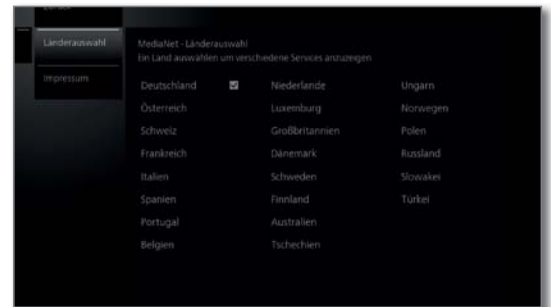 Länderauswahl
Impressum
MediaNet - Länderauswahl
Ein Land auswählen um verschiedene Services anzuzeigen
Deutschland Niederlande Ungarn
Österreich Luxemburg Norwegen
Schweiz Großbritannien Polen
Frankreich Dänemark Russland
Italien Schweden Slowakei
Spanien Finnland Türkei
Portugal Australien
Belgien Tschechien